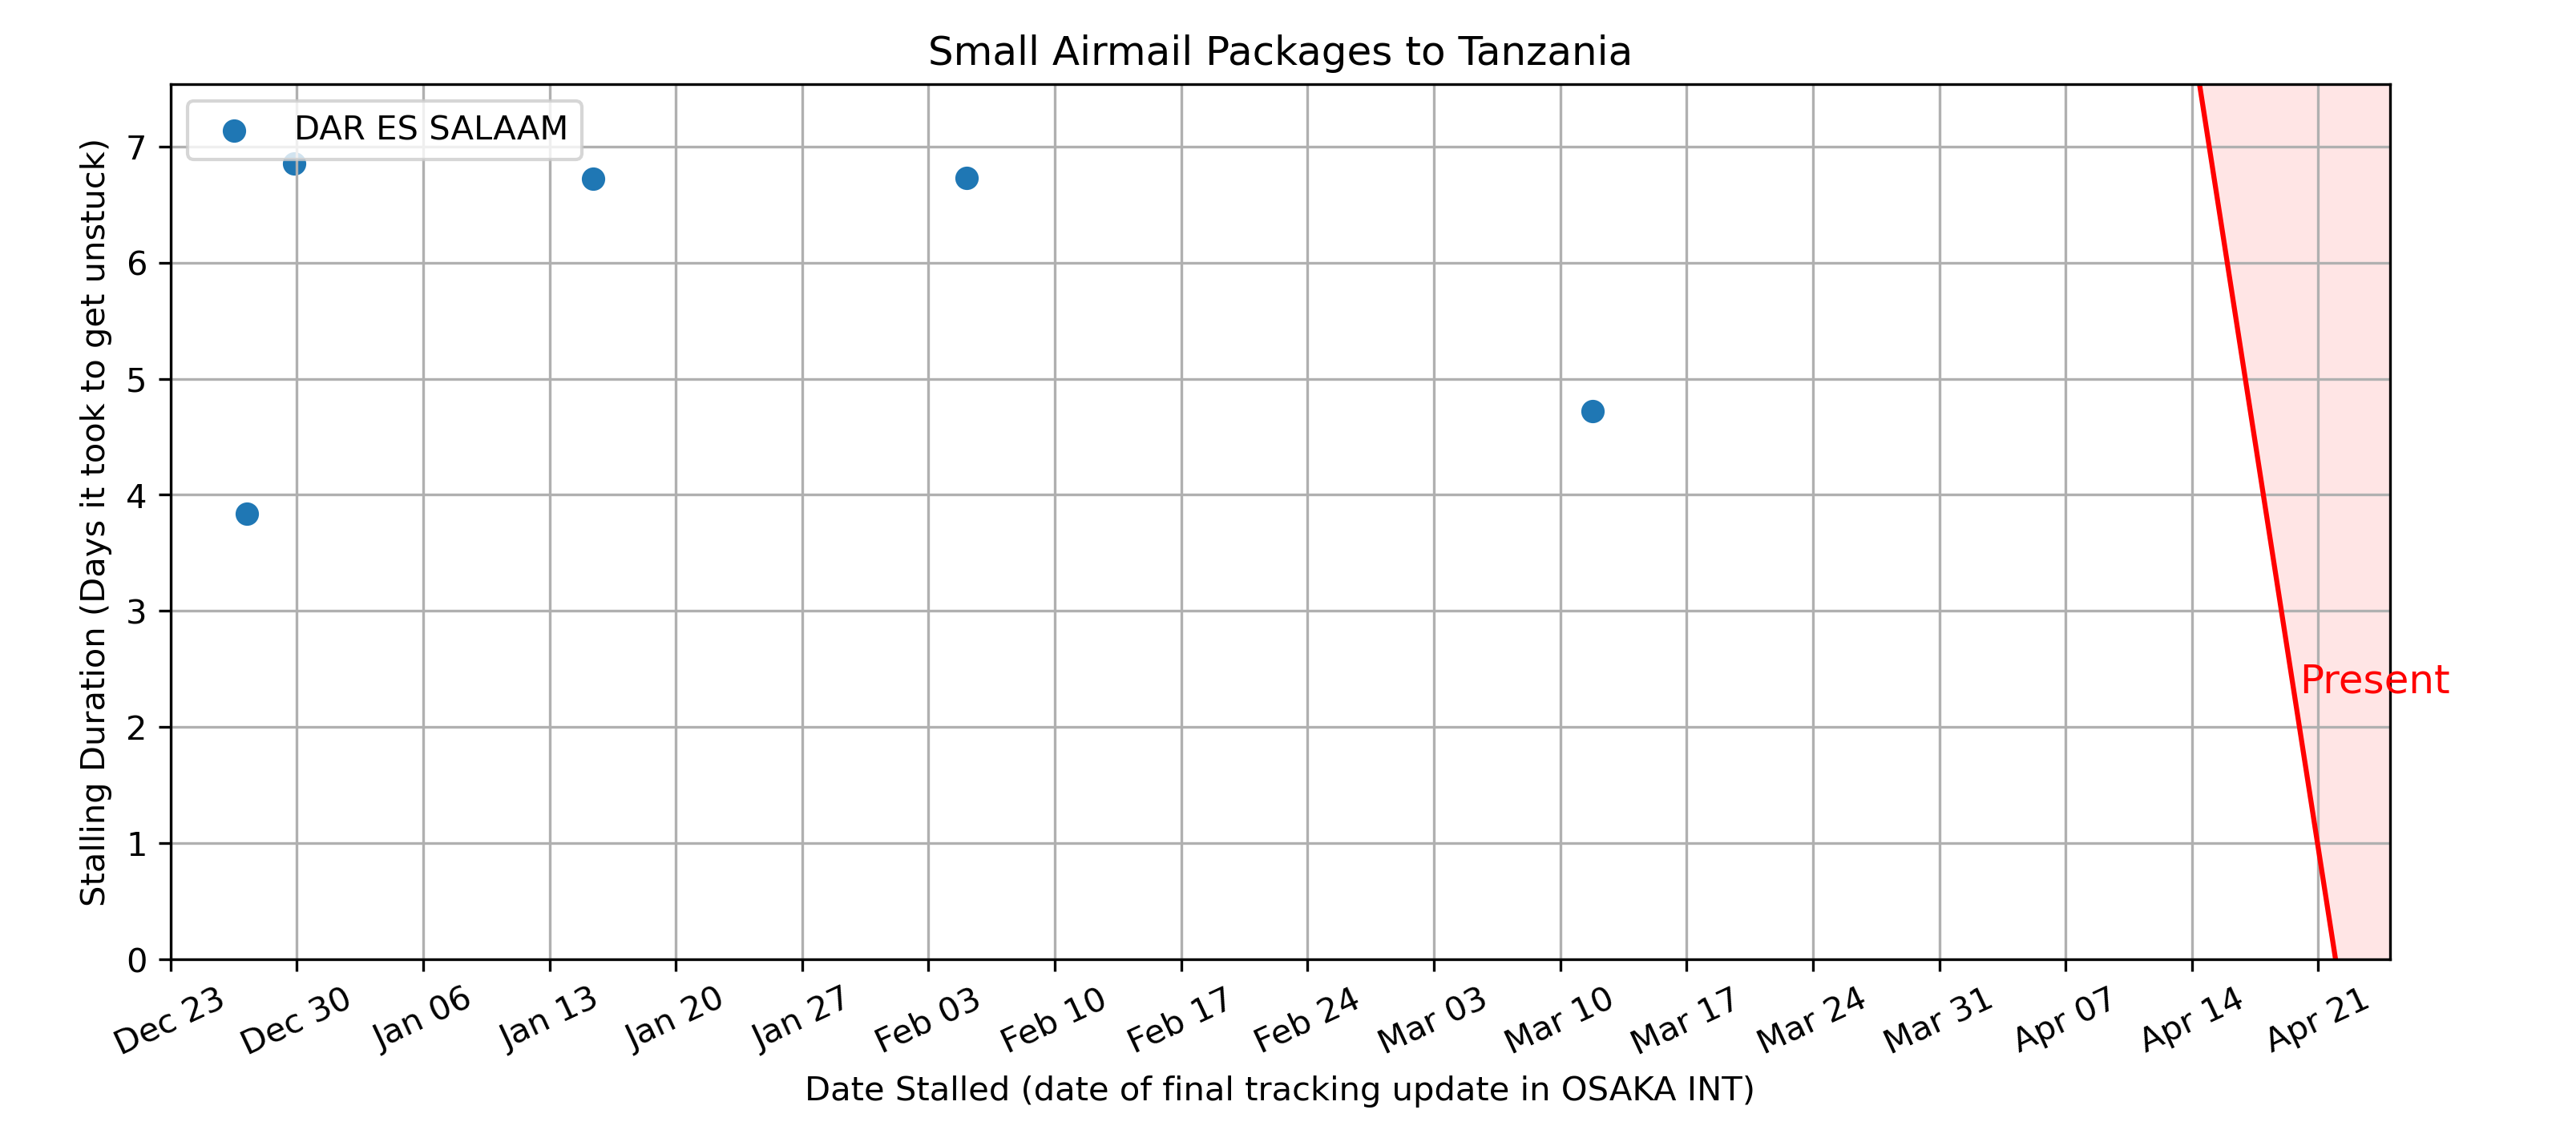 Small Airmail Packages to Tanzania
DAR ES SALAAM
Stalling Duration (Days it took to get unstuck)
7
6
5
4
3
2
1
0
Present
Dec 23
Dec 30
Jan 06
Jan 13
Jan 20
Jan 27
Feb 03
Feb 10
Feb 17
Feb 24
Mar 03
Mar 10
Mar 17
Mar 24
Mar 31
Apr 07
Apr 14
Apr 21
Date Stalled (date of final tracking update in OSAKA INT)